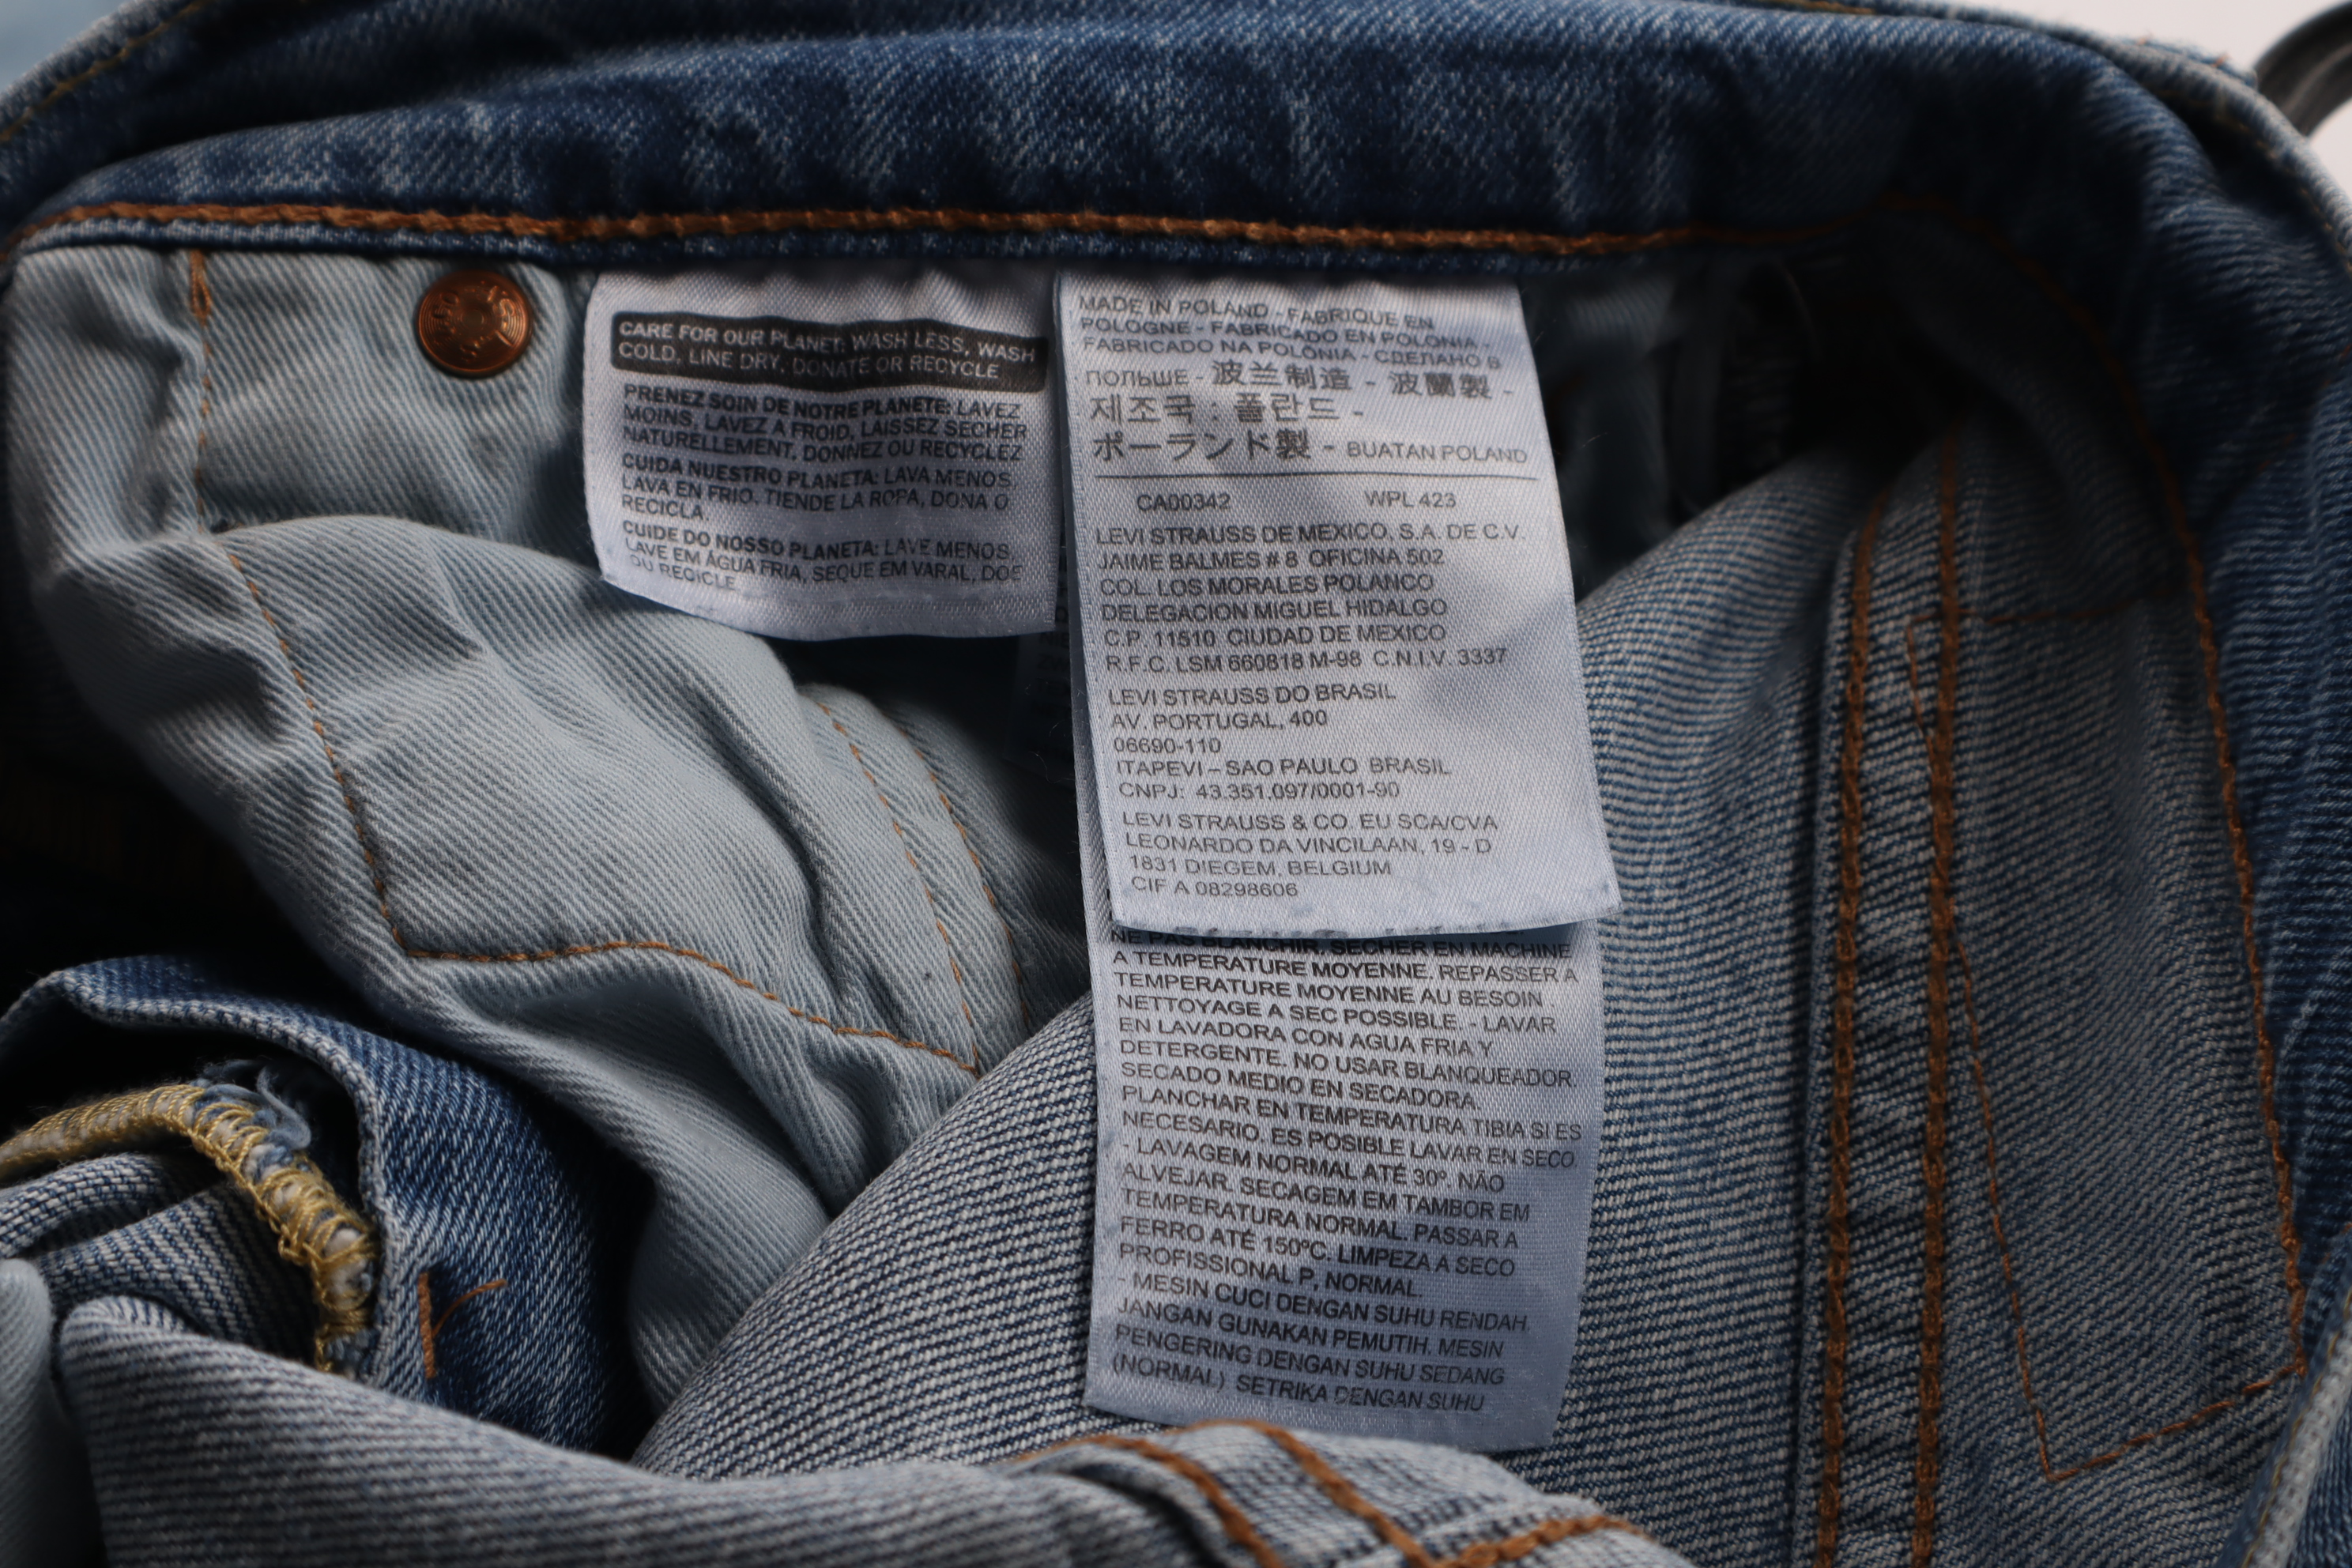 CARE FOR OUR PLANET: WASH LESS, WASH
COLD, LINE DRY, DONATE OR RECYCLE
PRENEZ SOIN DE NOTRE PLANETE: LAVEZ
MOINS, LAVEZ A FROID, LAISSEZ SECHER
NATURELLEMENT, DONNEZ OU RECYCLEZ
CUIDA NUESTRO PLANETA: LAVA MENOS,
LAVA EN FRIO, TIENDE LA ROPA, DONA O
RECICLA.
CUIDE DO NOSSO PLANETA: LAVE MENOS,
LAVE EM ÁGUA FRIA, SEQUE EM VARAL, DOE
OU RECICLE
MADE IN POLAND - FABRIQUE EN
POLOGNE - FABRICADO EN POLONIA
FABRICADO NA POLÔNIA - СДЕЛАНО В
ПОЛЬШЕ - 波兰制造 - 波蘭製 -
제조국 : 폴란드 -
ポーランド製 - BUATAN POLAND
CA00342 WPL 423
LEVI STRAUSS DE MEXICO, S.A. DE C.V.
JAIME BALMES # 8 OFICINA 502
COL. LOS MORALES POLANCO
DELEGACION MIGUEL HIDALGO
C.P. 11510 CIUDAD DE MEXICO
R.F.C. LSM 660818 M-98 C.N.I.V. 3337
LEVI STRAUSS DO BRASIL
AV. PORTUGAL, 400
06690-110
ITAPEVI – SAO PAULO BRASIL
CNPJ: 43.351.097/0001-90
LEVI STRAUSS & CO. EU SCA/CVA
LEONARDO DA VINCILAAN, 19 - D
1831 DIEGEM, BELGIUM
CIF A 08298606
NE PAS BLANCHIR. SECHER EN MACHINE
A TEMPERATURE MOYENNE. REPASSER A
TEMPERATURE MOYENNE AU BESOIN
NETTOYAGE A SEC POSSIBLE. - LAVAR
EN LAVADORA CON AGUA FRIA Y
DETERGENTE. NO USAR BLANQUEADOR.
SECADO MEDIO EN SECADORA.
PLANCHAR EN TEMPERATURA TIBIA SI ES
NECESARIO. ES POSIBLE LAVAR EN SECO
- LAVAGEM NORMAL ATÉ 30º. NÃO
ALVEJAR. SECAGEM EM TAMBOR EM
TEMPERATURA NORMAL. PASSAR A
FERRO ATÉ 150ºC. LIMPEZA A SECO
PROFISSIONAL P, NORMAL.
- MESIN CUCI DENGAN SUHU RENDAH.
JANGAN GUNAKAN PEMUTIH. MESIN
PENGERING DENGAN SUHU SEDANG
(NORMAL) SETRIKA DENGAN SUHU